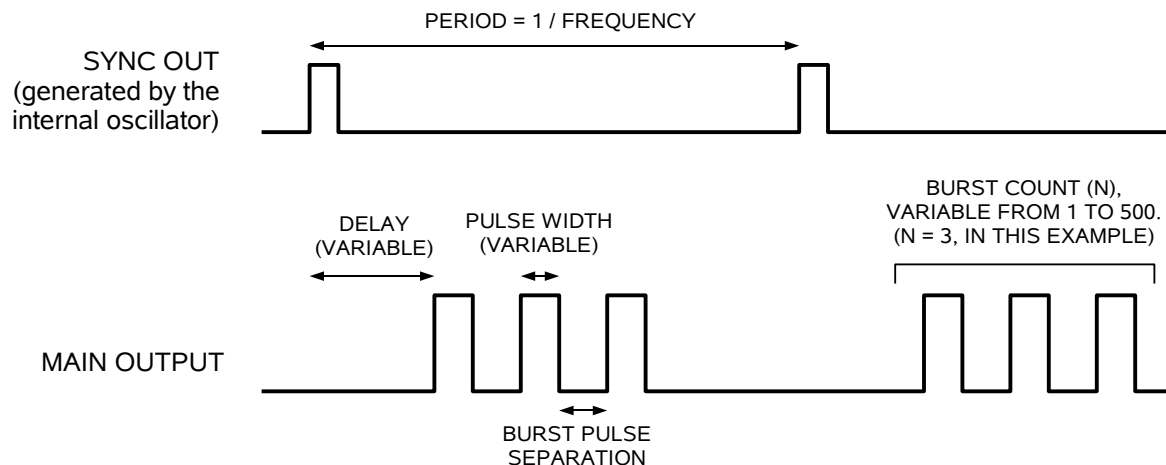 PERIOD = 1 / FREQUENCY
SYNC OUT
(generated by the
internal oscillator)
BURST COUNT (N),
VARIABLE FROM 1 TO 500.
(N = 3, IN THIS EXAMPLE)
DELAY
(VARIABLE)
PULSE WIDTH
(VARIABLE)
MAIN OUTPUT
BURST PULSE
SEPARATION